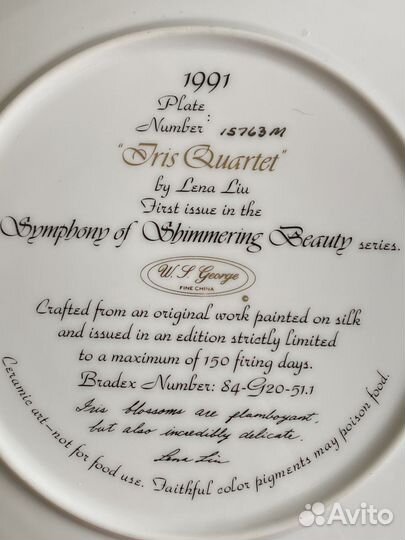 1991
Plate
Number: 15763M
"Iris Quartet"
by Lena Liu
First issue in the
Symphony of Shimmering Beauty series.
W. S. George
FINE CHINA
©
Crafted from an original work painted on silk
and issued in an edition strictly limited
to a maximum of 150 firing days.
Bradex Number: 84-G20-51.1
Iris blossoms are flamboyant,
but also incredibly delicate.
Lena Liu
Ceramic art—not for food use. Faithful color pigments may poison food.
Avito